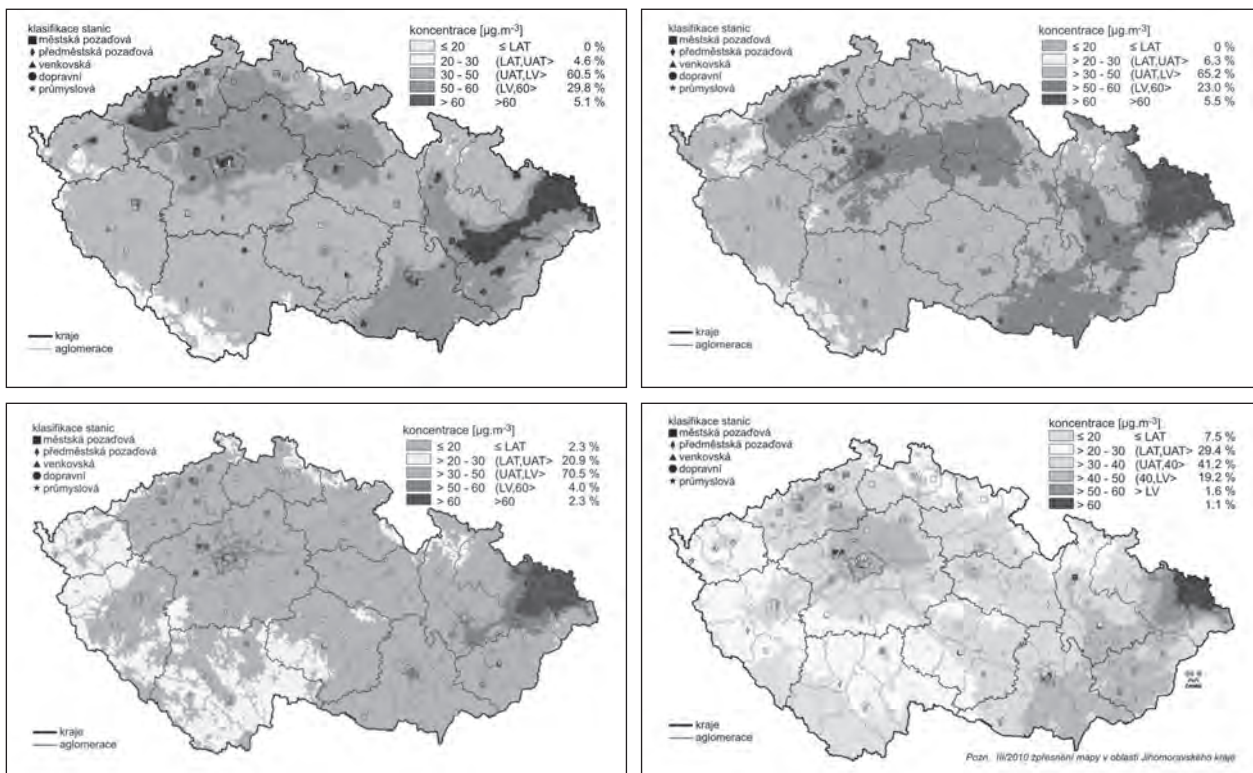 klasifikace stanic
městská pozaďová
předměstská pozaďová
venkovská
dopravní
průmyslová
koncentrace [µg.m-3]
≤ 20 ≤ LAT 0 %
20 - 30 (LAT,UAT> 4.6 %
30 - 50 (UAT,LV> 60.5 %
50 - 60 (LV,60> 29.8 %
> 60 >60 5.1 %
kraje
aglomerace
klasifikace stanic
městská pozaďová
předměstská pozaďová
venkovská
dopravní
průmyslová
koncentrace [µg.m-3]
≤ 20 ≤ LAT 0 %
> 20 - 30 (LAT,UAT> 6.3 %
> 30 - 50 (UAT,LV> 65.2 %
> 50 - 60 (LV,60> 23.0 %
> 60 >60 5.5 %
kraje
aglomerace
klasifikace stanic
městská pozaďová
předměstská pozaďová
venkovská
dopravní
průmyslová
koncentrace [µg.m-3]
≤ 20 ≤ LAT 2.3 %
> 20 - 30 (LAT,UAT> 20.9 %
> 30 - 50 (UAT,LV> 70.5 %
> 50 - 60 (LV,60> 4.0 %
> 60 >60 2.3 %
kraje
aglomerace
klasifikace stanic
městská pozaďová
předměstská pozaďová
venkovská
dopravní
průmyslová
koncentrace [µg.m-3]
≤ 20 ≤ LAT 7.5 %
> 20 - 30 (LAT,UAT> 29.4 %
> 30 - 40 (UAT,40> 41.2 %
> 40 - 50 (40,LV> 19.2 %
> 50 - 60 > LV 1.6 %
> 60 1.1 %
kraje
aglomerace
Pozn. III/2010 zpřesnění mapy v oblasti Jihomoravského kraje